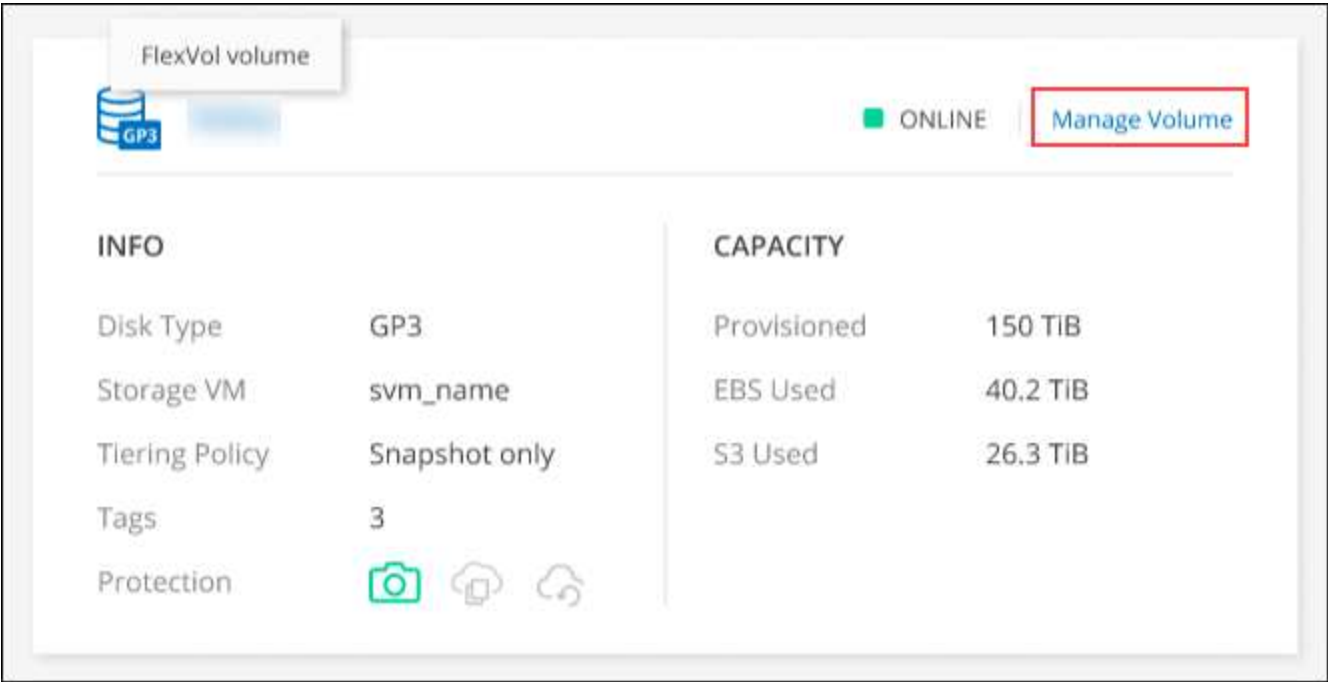 FlexVol volume
GP3
ONLINE
Manage Volume
INFO
Disk Type GP3
Storage VM svm_name
Tiering Policy Snapshot only
Tags 3
Protection
CAPACITY
Provisioned 150 TiB
EBS Used 40.2 TiB
S3 Used 26.3 TiB